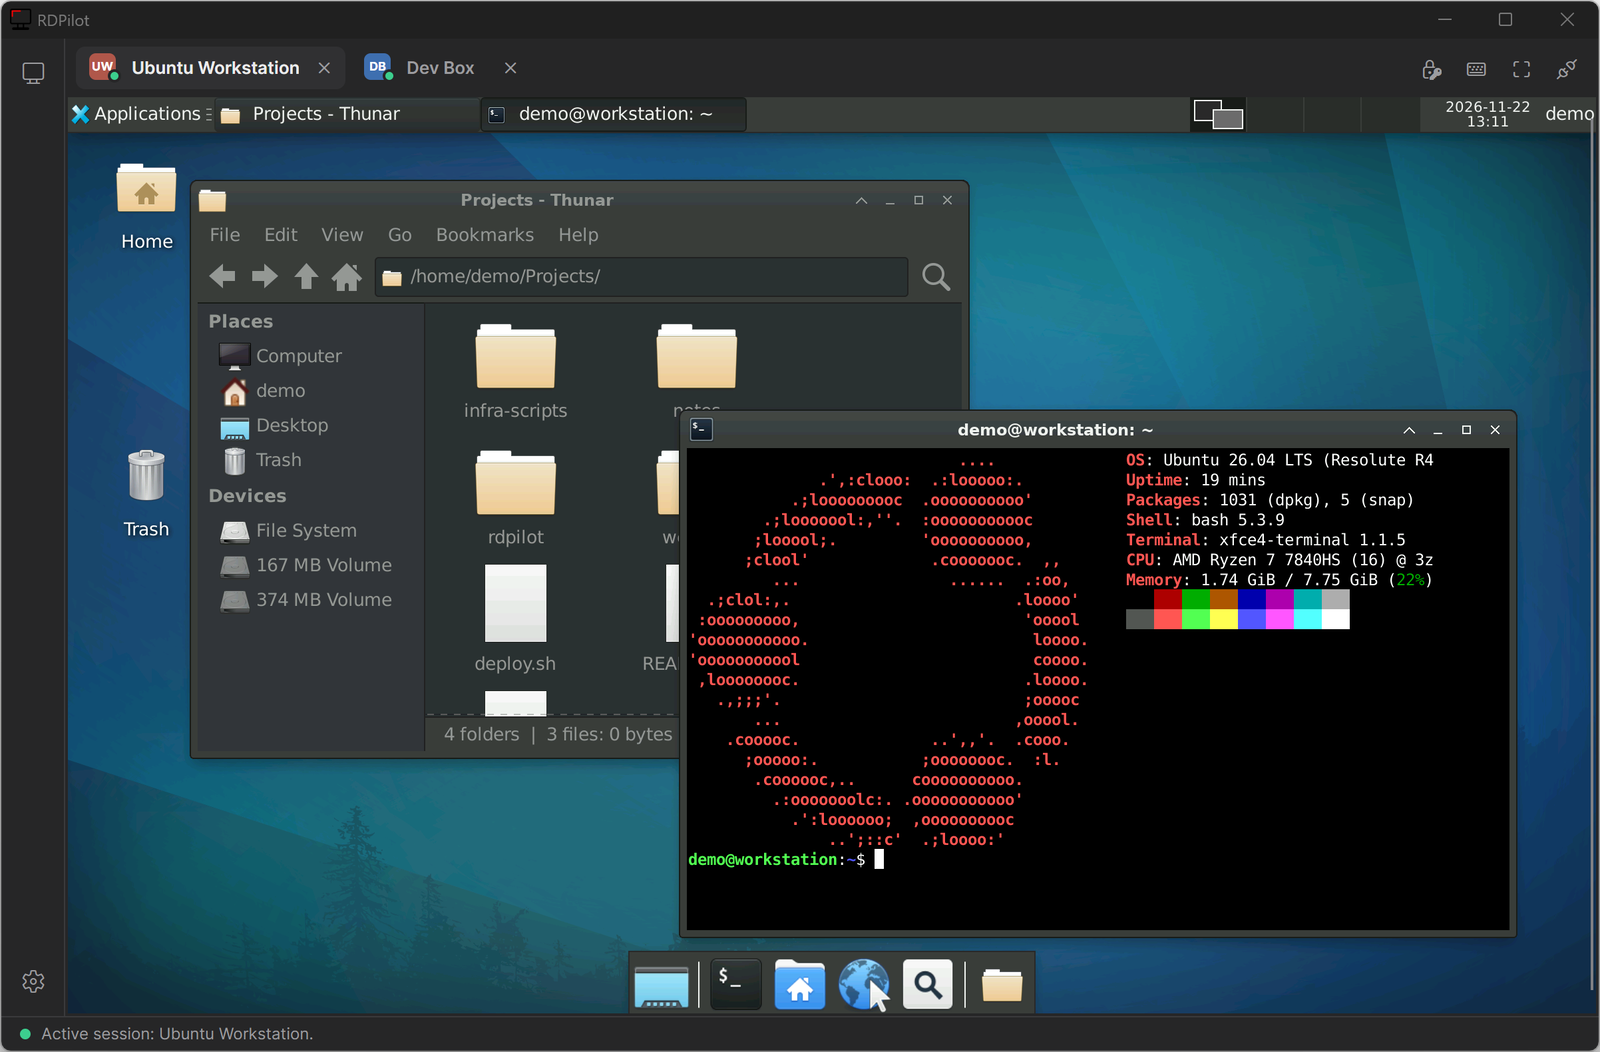 RDPilot
UW Ubuntu Workstation
DB Dev Box
Applications
Projects - Thunar
demo@workstation: ~
2026-11-22
13:11
demo
Home
Trash
Projects - Thunar
File Edit View Go Bookmarks Help
/home/demo/Projects/
Places
Computer
demo
Desktop
Trash
Devices
File System
167 MB Volume
374 MB Volume
infra-scripts
notes
rdpilot
deploy.sh
4 folders | 3 files: 0 bytes
demo@workstation: ~
OS: Ubuntu 26.04 LTS (Resolute R4
Uptime: 19 mins
Packages: 1031 (dpkg), 5 (snap)
Shell: bash 5.3.9
Terminal: xfce4-terminal 1.1.5
CPU: AMD Ryzen 7 7840HS (16) @ 3z
Memory: 1.74 GiB / 7.75 GiB (22%)
demo@workstation:~$
Active session: Ubuntu Workstation.